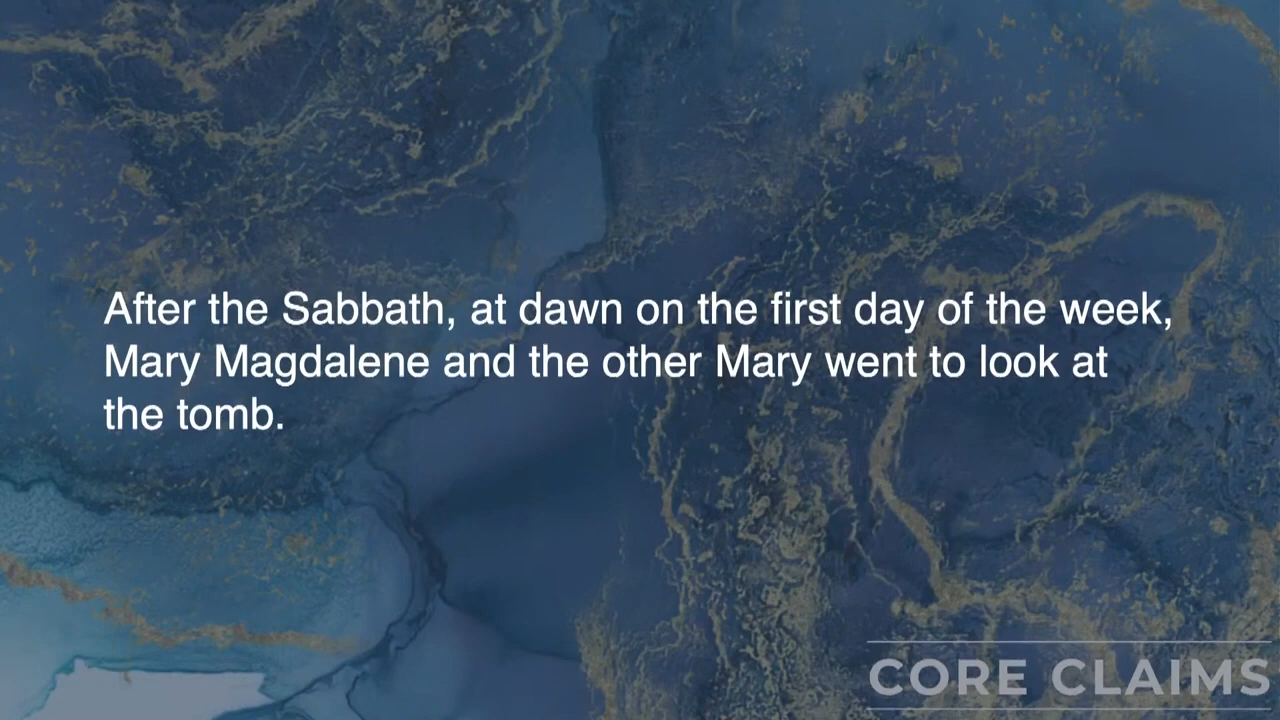 After the Sabbath, at dawn on the first day of the week,
Mary Magdalene and the other Mary went to look at
the tomb.
CORE CLAIMS